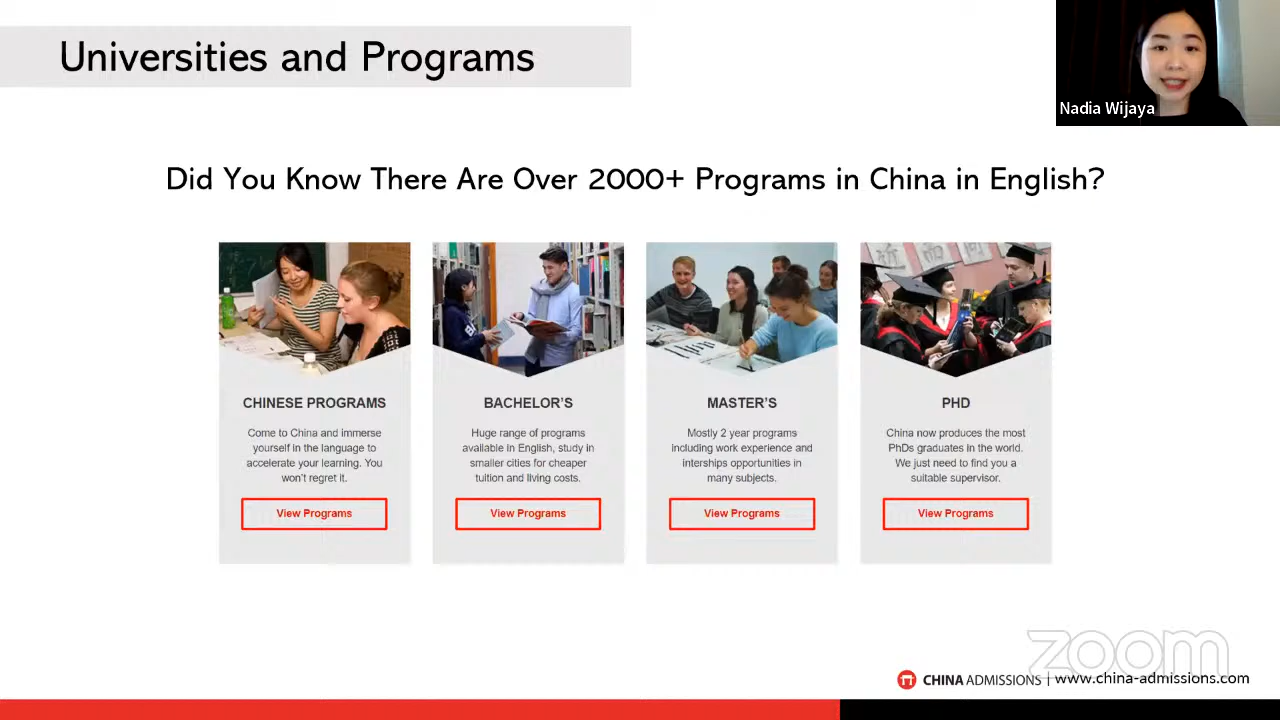 Universities and Programs
Nadia Wijaya
Did You Know There Are Over 2000+ Programs in China in English?
CHINESE PROGRAMS
Come to China and immerse
yourself in the language to
accelerate your learning. You
won't regret it.
View Programs
BACHELOR'S
Huge range of programs
available in English, study in
smaller cities for cheaper
tuition and living costs.
View Programs
MASTER'S
Mostly 2 year programs
including work experience and
interships opportunities in
many subjects.
View Programs
PHD
China now produces the most
PhDs graduates in the world.
We just need to find you a
suitable supervisor.
View Programs
zoom
CHINA ADMISSIONS | www.china-admissions.com